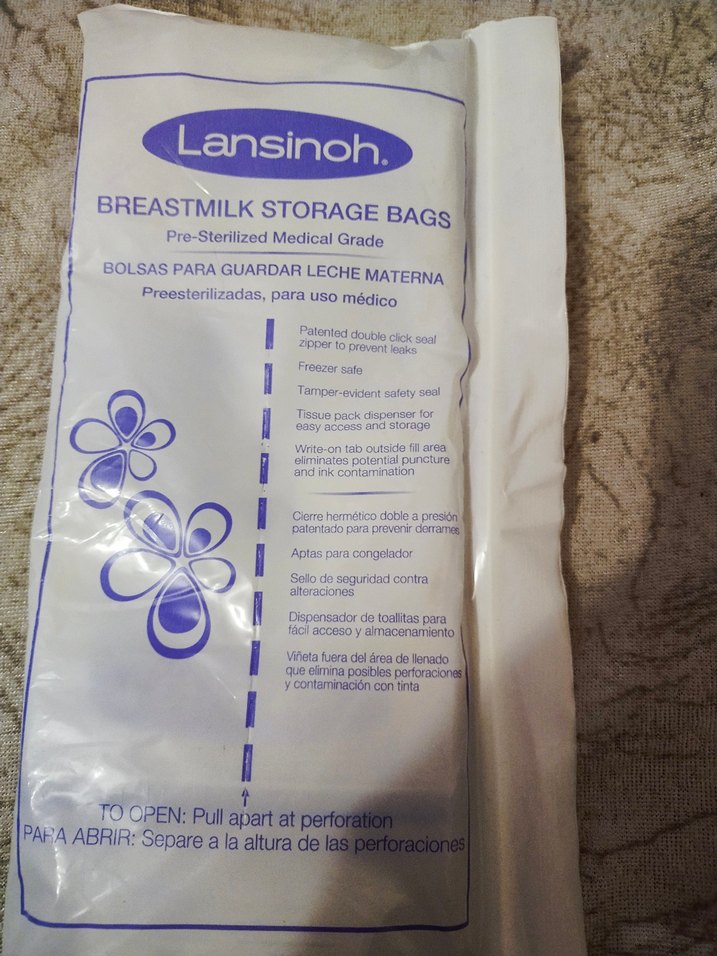 Lansinoh®
BREASTMILK STORAGE BAGS
Pre-Sterilized Medical Grade
BOLSAS PARA GUARDAR LECHE MATERNA
Preesterilizadas, para uso médico
Patented double click seal
zipper to prevent leaks
Freezer safe
Tamper-evident safety seal
Tissue pack dispenser for
easy access and storage
Write-on tab outside fill area
eliminates potential puncture
and ink contamination
Cierre hermético doble a presión
patentado para prevenir derrames
Aptas para congelador
Sello de seguridad contra
alteraciones
Dispensador de toallitas para
fácil acceso y almacenamiento
Viñeta fuera del área de llenado
que elimina posibles perforaciones
y contaminación con tinta
TO OPEN: Pull apart at perforation
PARA ABRIR: Separe a la altura de las perforaciones